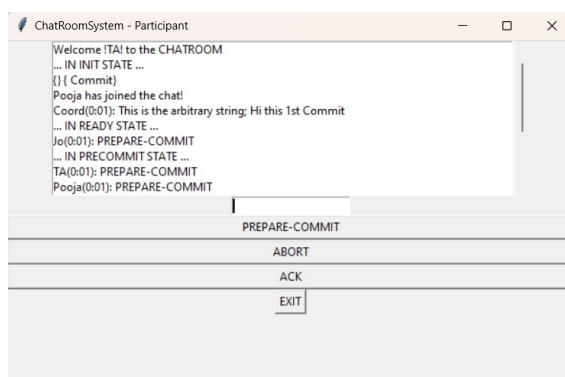 ChatRoomSystem - Participant
Welcome !TA! to the CHATROOM
... IN INIT STATE ...
{} { Commit}
Pooja has joined the chat!
Coord(0:01): This is the arbitrary string; Hi this 1st Commit
... IN READY STATE ...
Jo(0:01): PREPARE-COMMIT
... IN PRECOMMIT STATE ...
TA(0:01): PREPARE-COMMIT
Pooja(0:01): PREPARE-COMMIT
PREPARE-COMMIT
ABORT
ACK
EXIT